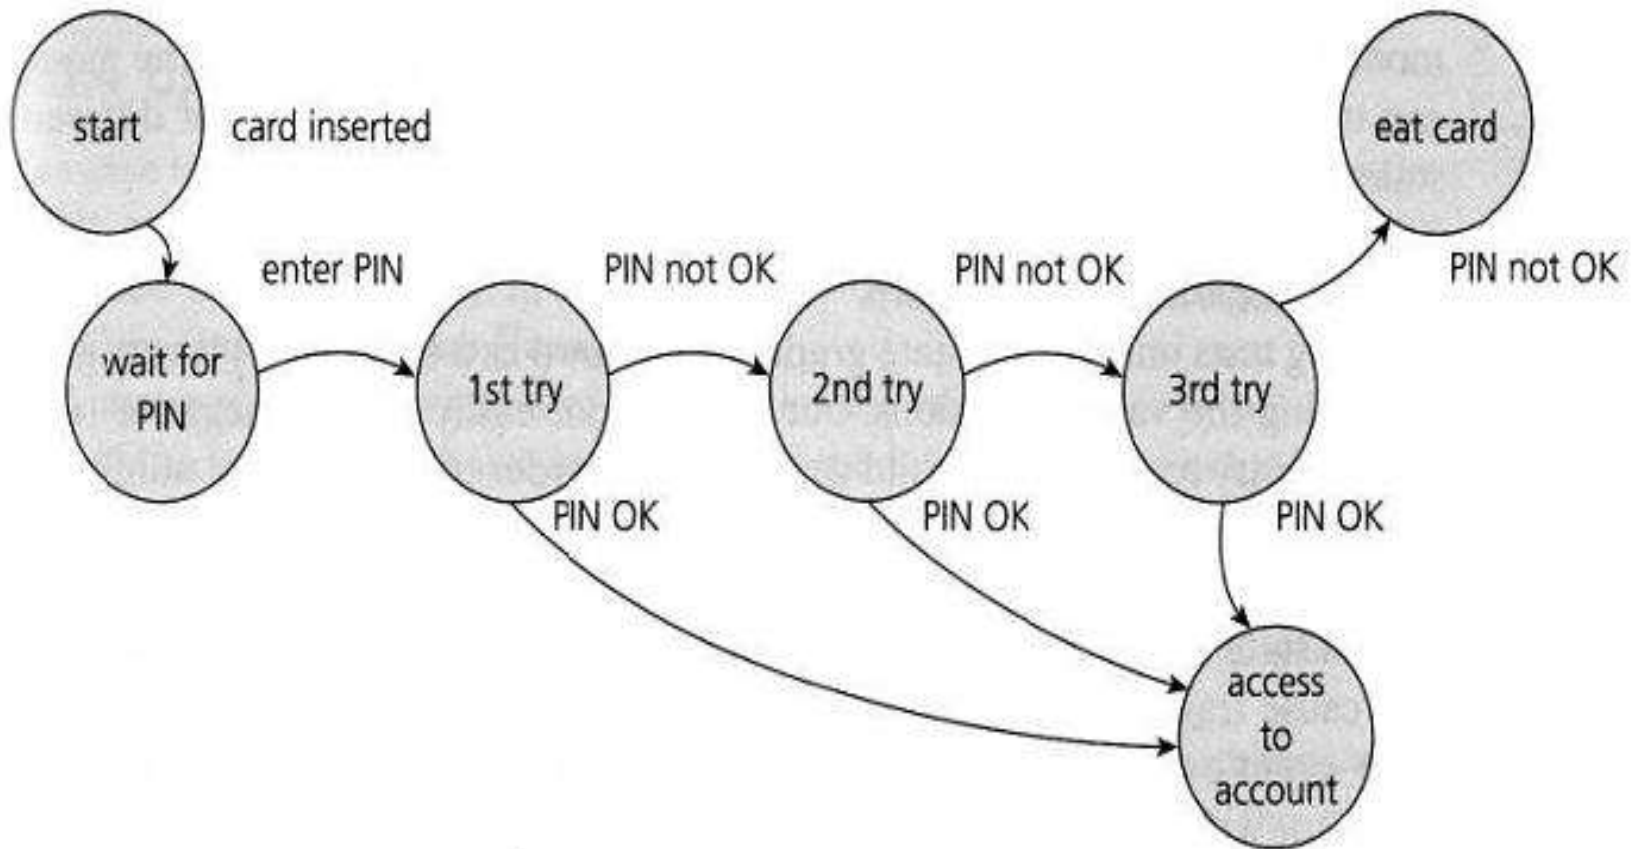 start
card inserted
eat card
enter PIN
PIN not OK
PIN not OK
PIN not OK
wait for
PIN
1st try
2nd try
3rd try
PIN OK
PIN OK
PIN OK
access
to
account